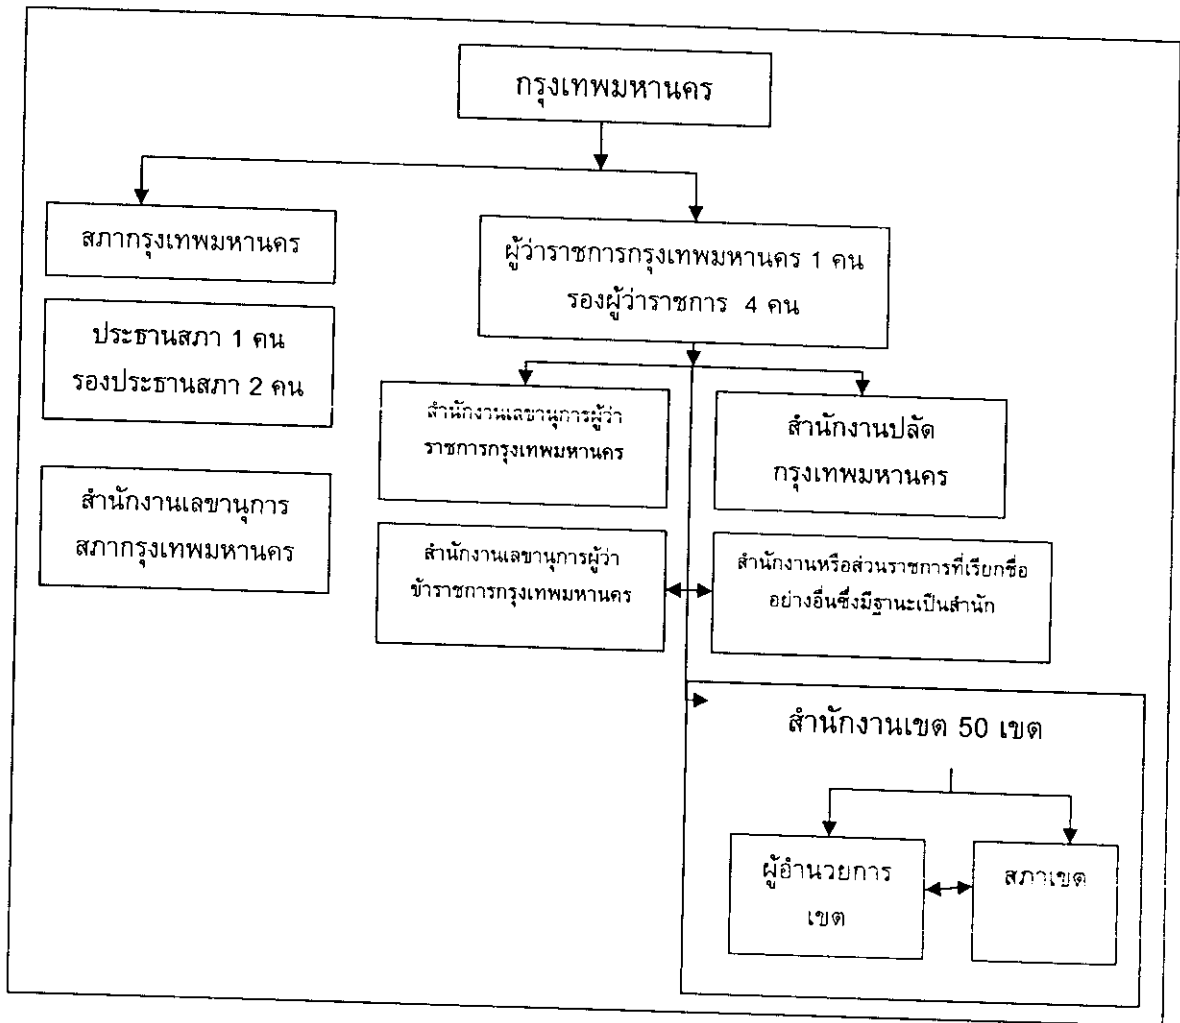 กรุงเทพมหานคร
สภากรุงเทพมหานคร
ผู้ว่าราชการกรุงเทพมหานคร 1 คน
รองผู้ว่าราชการ 4 คน
ประธานสภา 1 คน
รองประธานสภา 2 คน
สำนักงานเลขานุการผู้ว่า
ราชการกรุงเทพมหานคร
สำนักงานปลัด
กรุงเทพมหานคร
สำนักงานเลขานุการ
สภากรุงเทพมหานคร
สำนักงานเลขานุการผู้ว่า
ข้าราชการกรุงเทพมหานคร
สำนักงานหรือส่วนราชการที่เรียกชื่อ
อย่างอื่นซึ่งมีฐานะเป็นสำนัก
สำนักงานเขต 50 เขต
ผู้อำนวยการ
เขต
สภาเขต